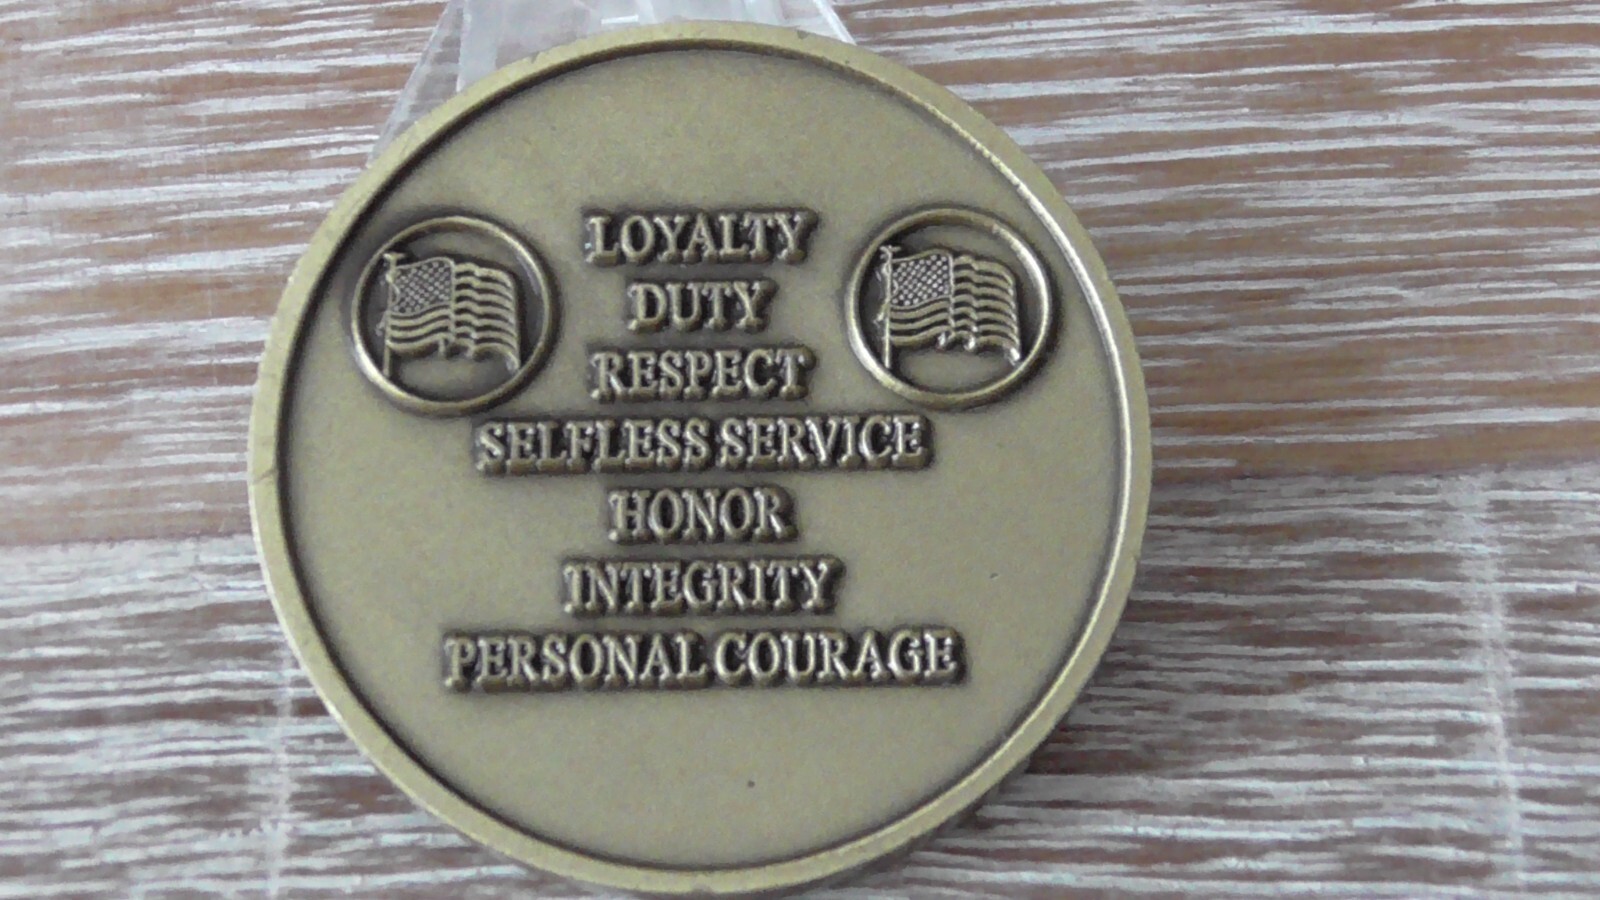 LOYALTY
DUTY
RESPECT
SELFLESS SERVICE
HONOR
INTEGRITY
PERSONAL COURAGE